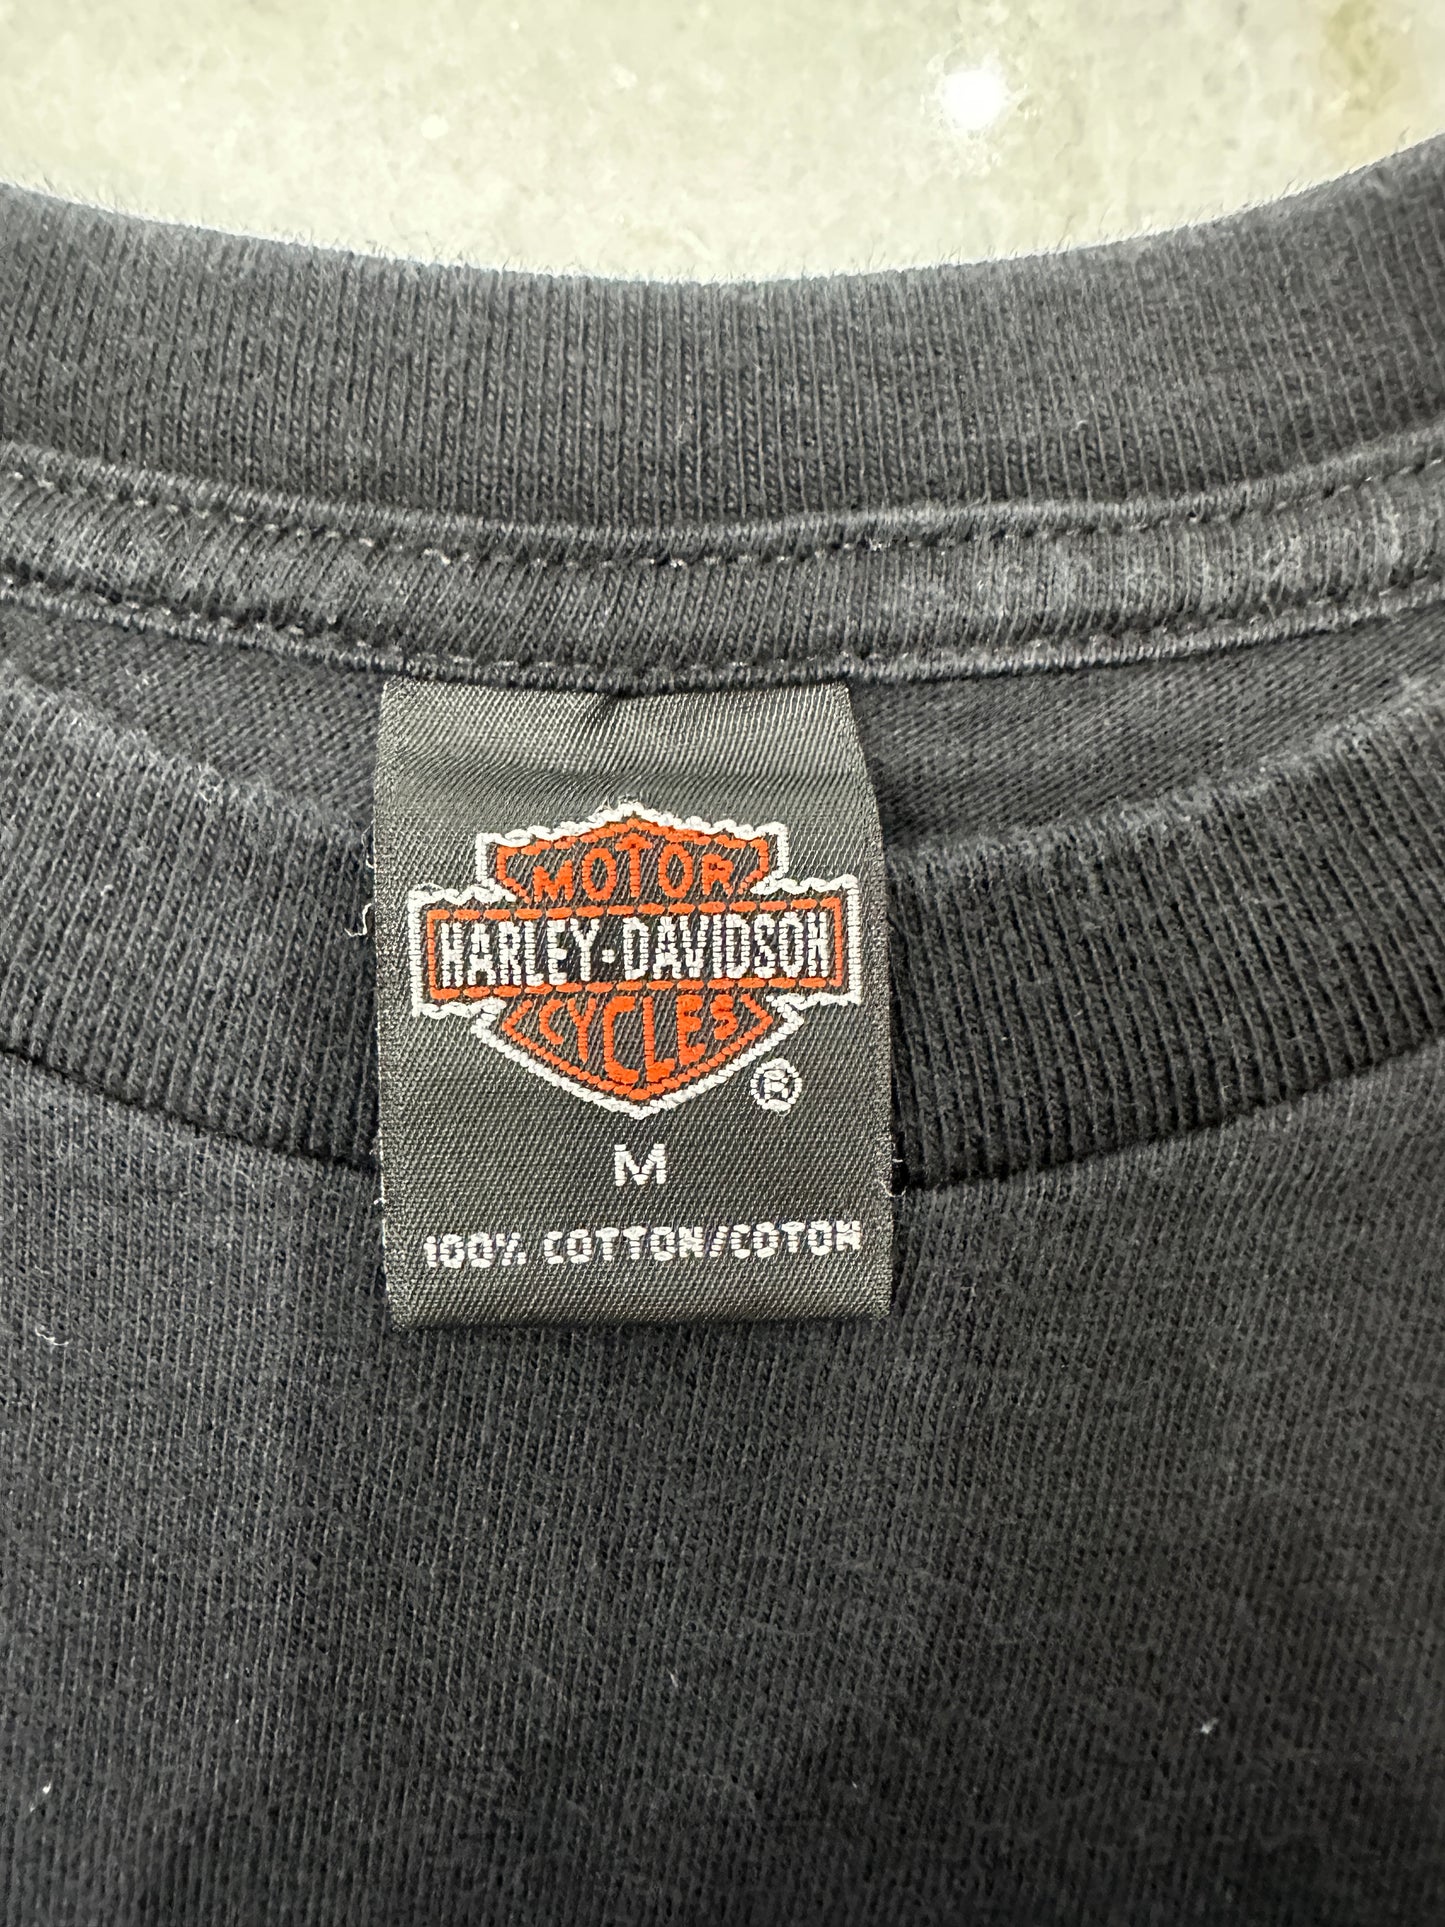 MOTOR
HARLEY-DAVIDSON
CYCLES
®
M
100% COTTON/COTON